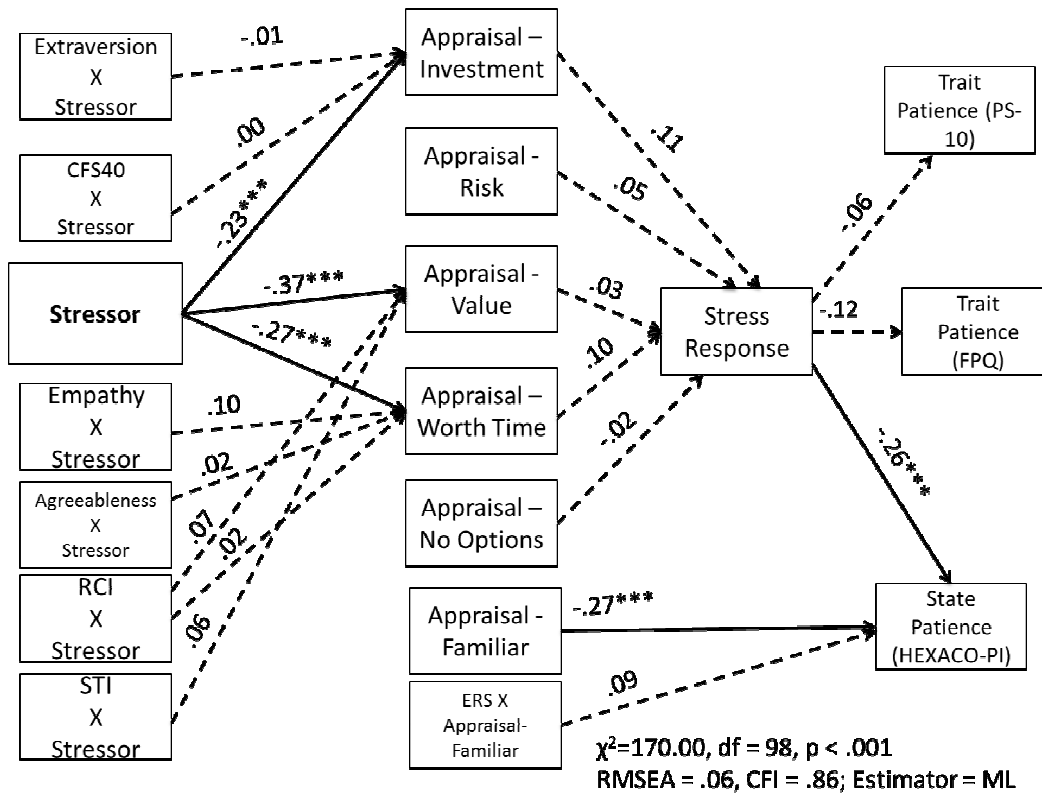 Extraversion
X
Stressor
CFS40
X
Stressor
Stressor
Empathy
X
Stressor
Agreeableness
X
Stressor
RCI
X
Stressor
STI
X
Stressor
-.01
.00
-.23***
-.37***
-.27***
.10
.02
.07
.02
.06
Appraisal –
Investment
Appraisal -
Risk
Appraisal -
Value
Appraisal –
Worth Time
Appraisal –
No Options
Appraisal -
Familiar
ERS X
Appraisal-
Familiar
.11
.05
.03
.10
-.02
-.27***
.09
Stress
Response
-.06
-.12
-.26***
Trait
Patience (PS-
10)
Trait
Patience
(FPQ)
State
Patience
(HEXACO-PI)
χ²=170.00, df = 98, p < .001
RMSEA = .06, CFI = .86; Estimator = ML